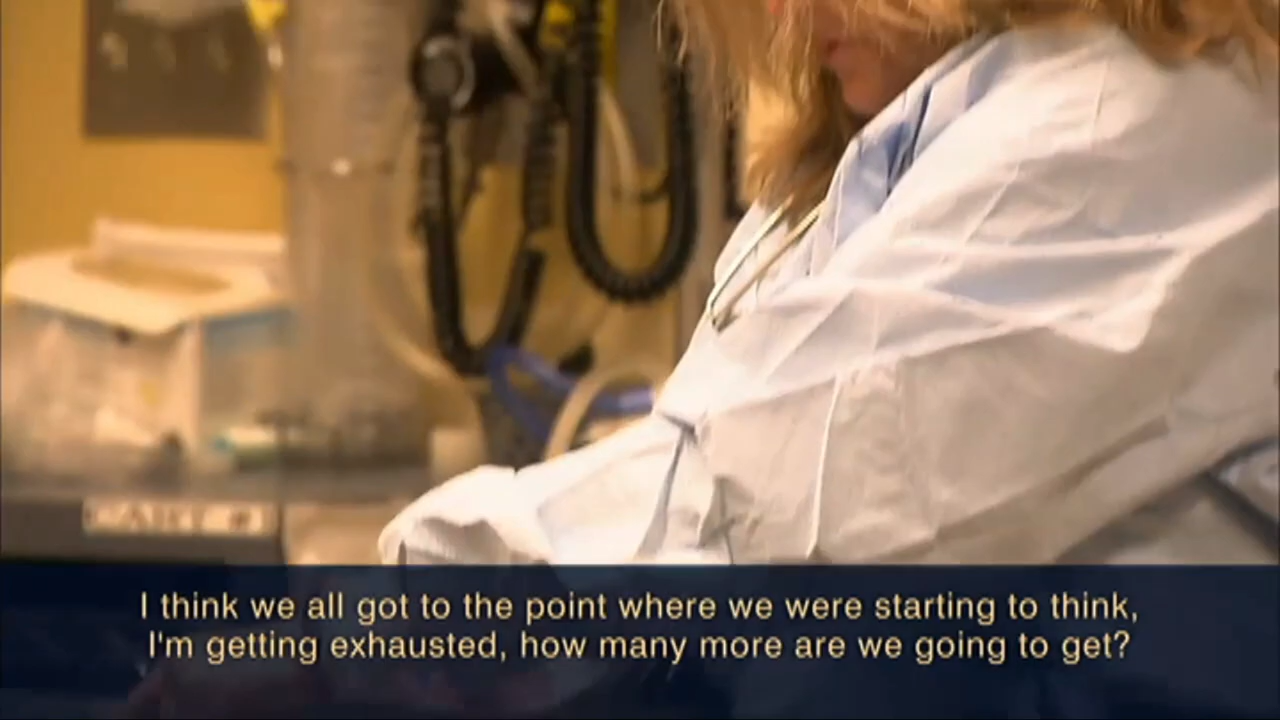 I think we all got to the point where we were starting to think,
I'm getting exhausted, how many more are we going to get?